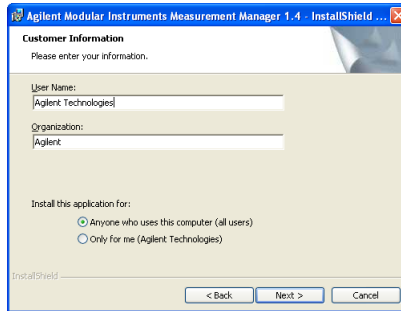 Agilent Modular Instruments Measurement Manager 1.4 - InstallShield ...
Customer Information
Please enter your information.
User Name:
Agilent Technologies
Organization:
Agilent
Install this application for:
Anyone who uses this computer (all users)
Only for me (Agilent Technologies)
InstallShield
< Back Next > Cancel